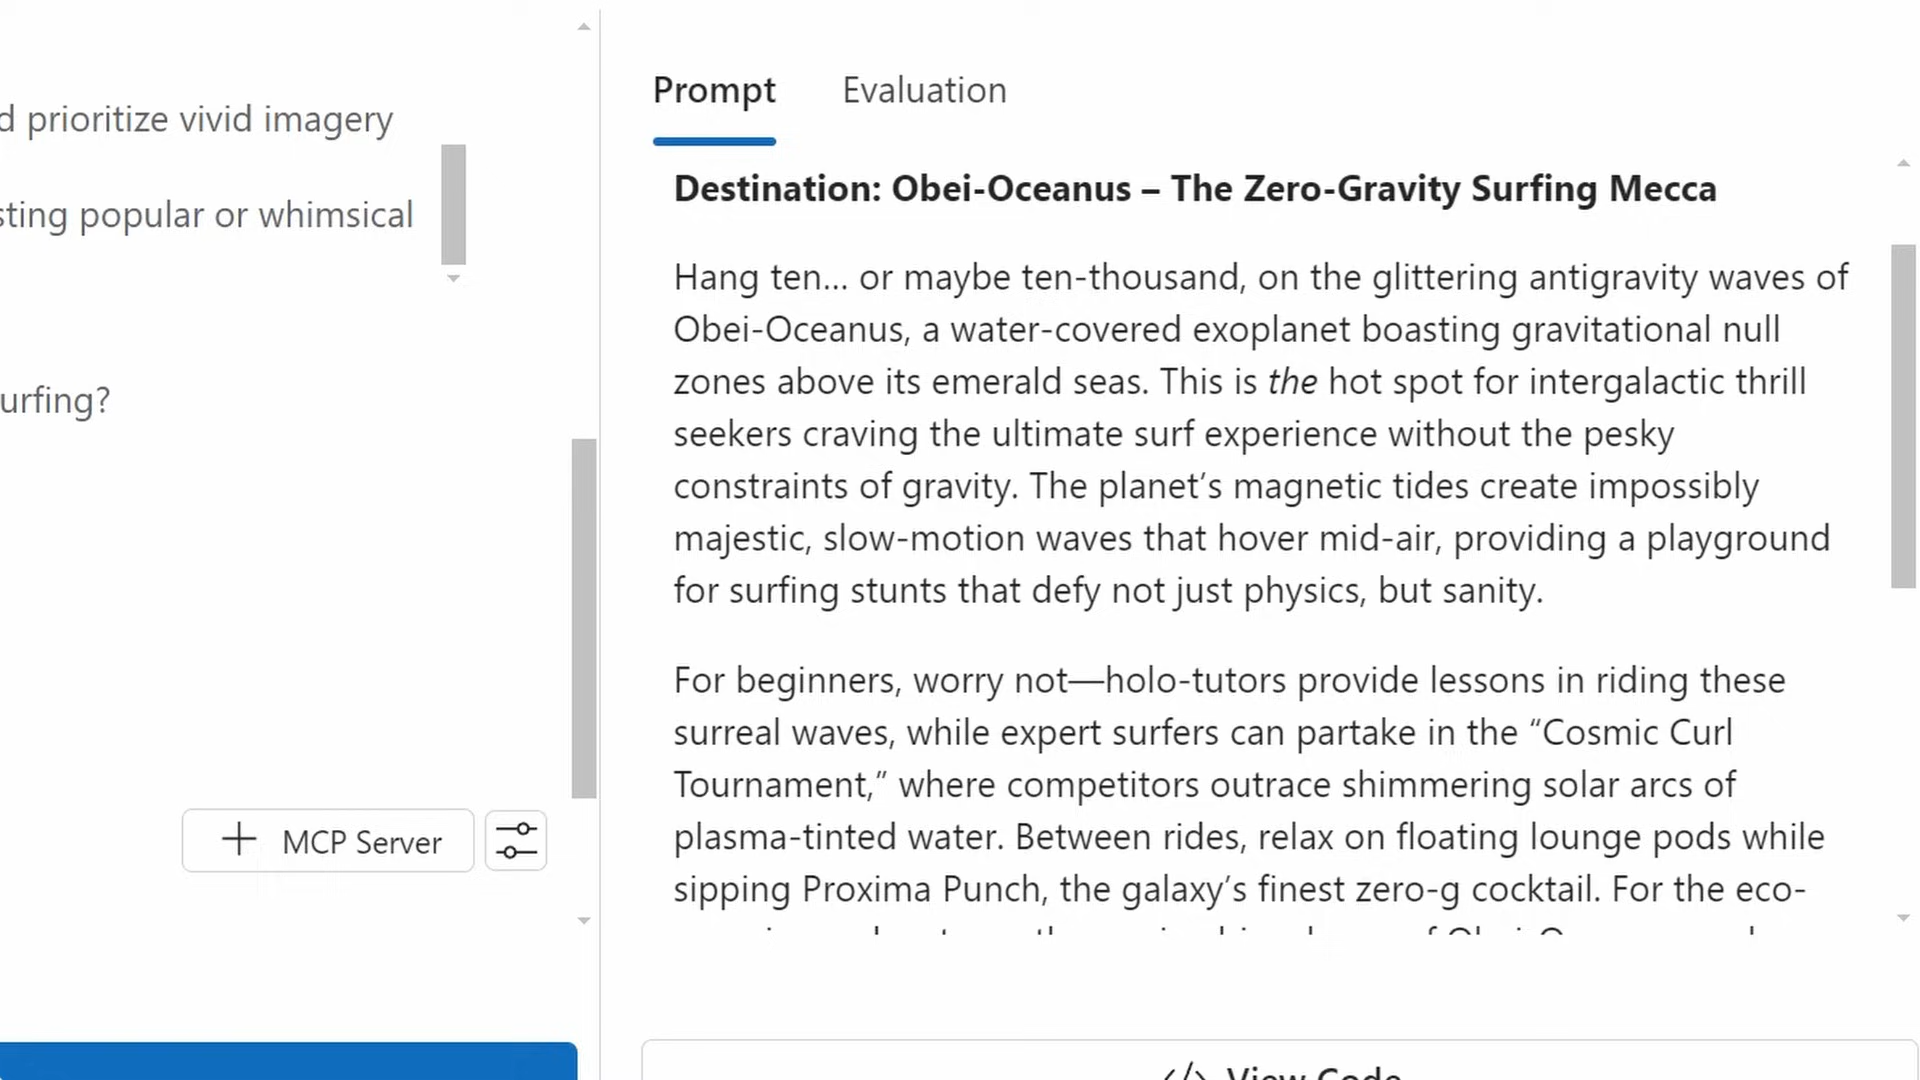 d prioritize vivid imagery
sting popular or whimsical
urfing?
+ MCP Server
Prompt
Evaluation
Destination: Obei-Oceanus – The Zero-Gravity Surfing Mecca
Hang ten... or maybe ten-thousand, on the glittering antigravity waves of
Obei-Oceanus, a water-covered exoplanet boasting gravitational null
zones above its emerald seas. This is the hot spot for intergalactic thrill
seekers craving the ultimate surf experience without the pesky
constraints of gravity. The planet’s magnetic tides create impossibly
majestic, slow-motion waves that hover mid-air, providing a playground
for surfing stunts that defy not just physics, but sanity.
For beginners, worry not—holo-tutors provide lessons in riding these
surreal waves, while expert surfers can partake in the “Cosmic Curl
Tournament,” where competitors outrace shimmering solar arcs of
plasma-tinted water. Between rides, relax on floating lounge pods while
sipping Proxima Punch, the galaxy’s finest zero-g cocktail. For the eco-
</> View Code